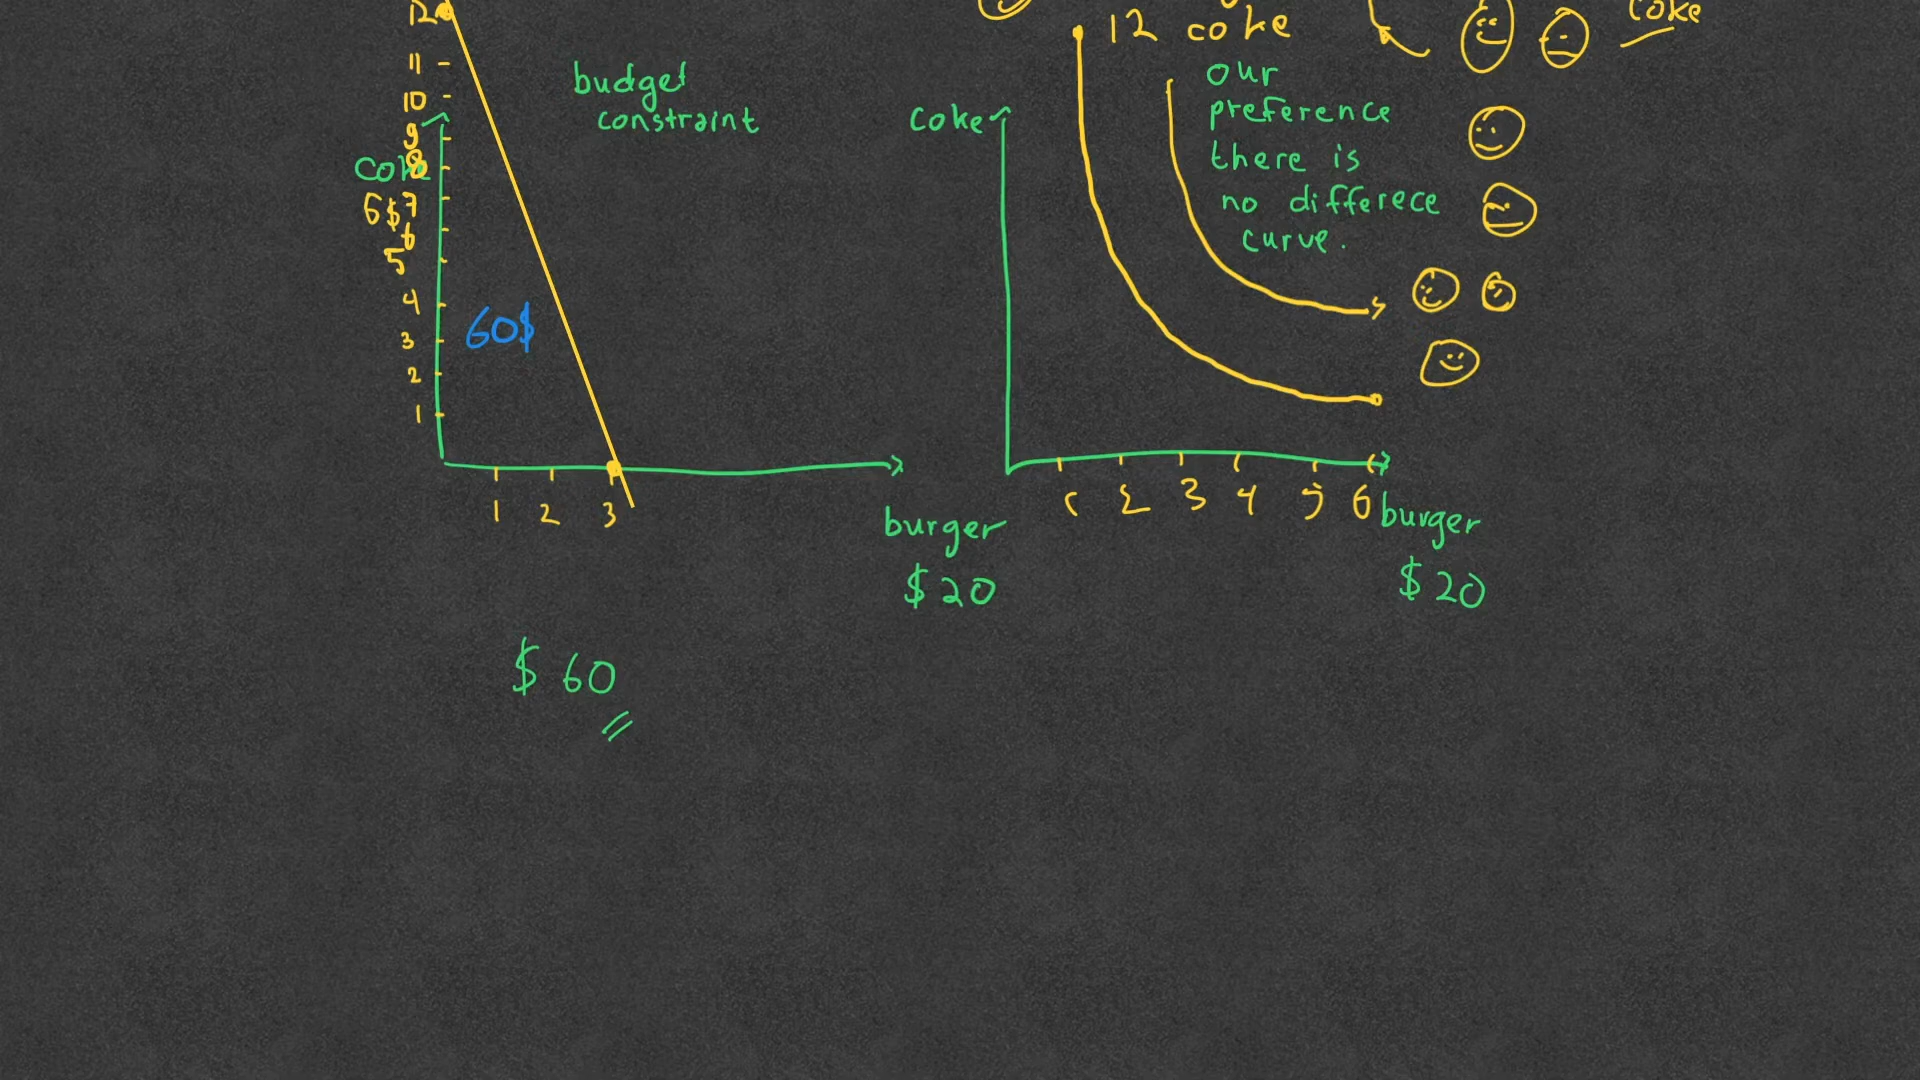 12
11
10
9
8
coke
6$
7
6
5
4
3
2
1
60$
budget
constraint
1 2 3
burger
$20
$ 60
12 coke
coke
our
preference
there is
no differece
curve.
coke
1 2 3 4 5 6
burger
$20